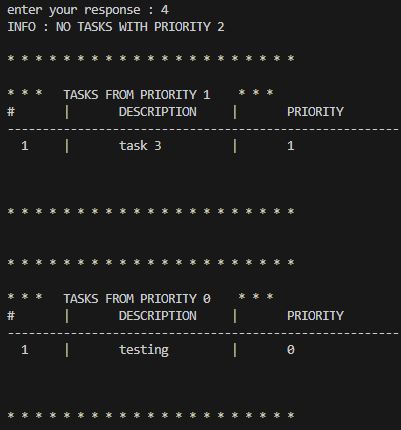 enter your response : 4
INFO : NO TASKS WITH PRIORITY 2
* * * * * * * * * * * * * * * * * * * * *
* * *   TASKS FROM PRIORITY 1    * * *
#       |       DESCRIPTION     |       PRIORITY
--------------------------------------------------------
  1     |       task 3          |       1
* * * * * * * * * * * * * * * * * * * * *
* * * * * * * * * * * * * * * * * * * * *
* * *   TASKS FROM PRIORITY 0    * * *
#       |       DESCRIPTION     |       PRIORITY
--------------------------------------------------------
  1     |       testing         |       0
* * * * * * * * * * * * * * * * * * * * *